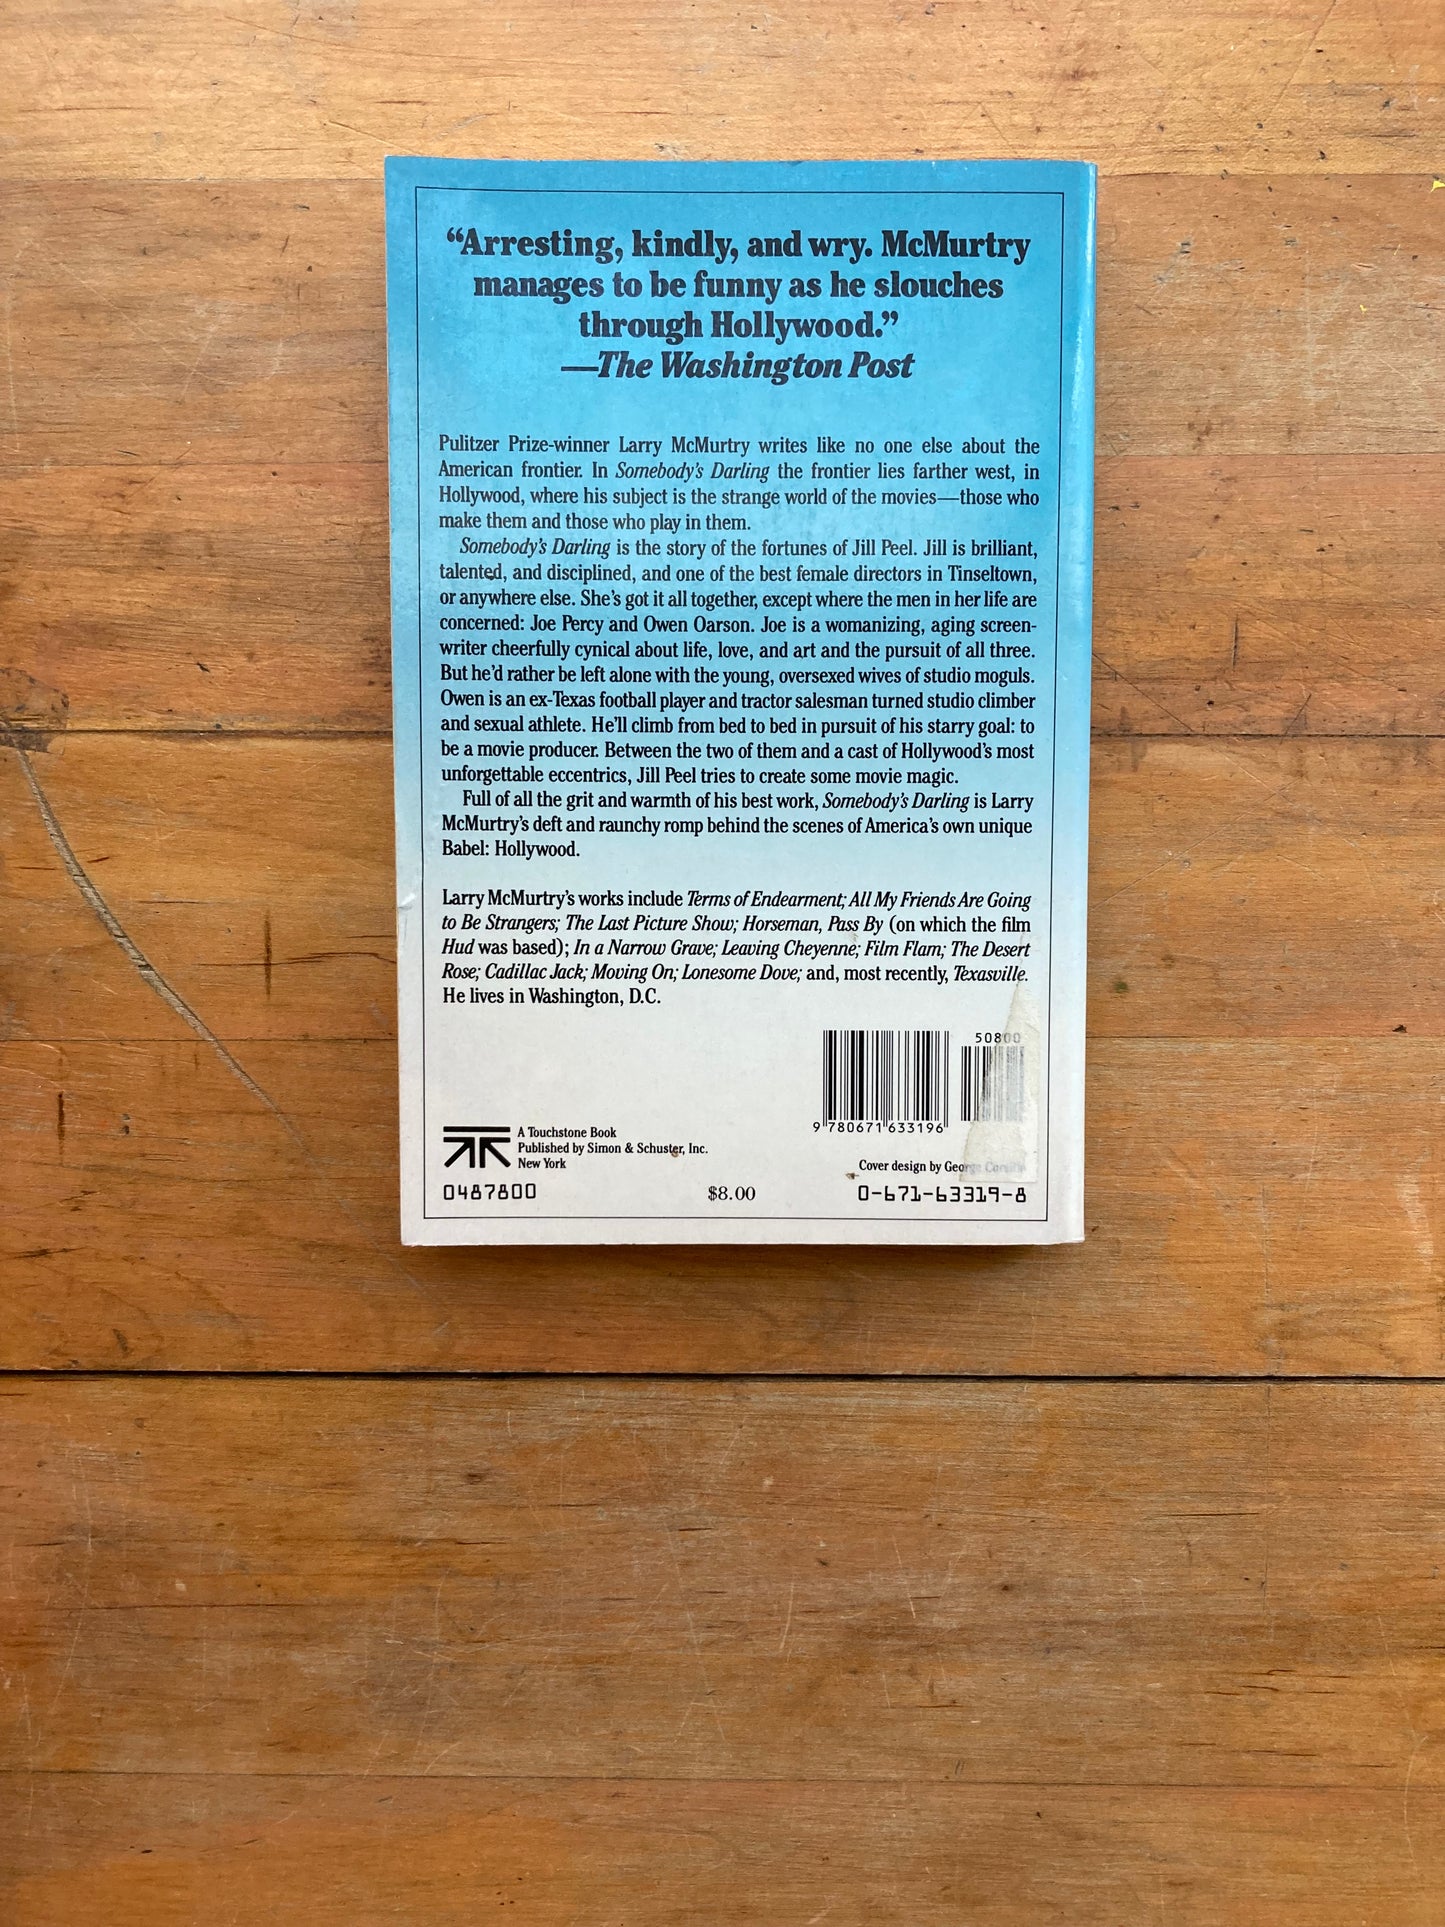 “Arresting, kindly, and wry. McMurtry
manages to be funny as he slouches
through Hollywood.”
—The Washington Post
Pulitzer Prize-winner Larry McMurtry writes like no one else about the
American frontier. In Somebody’s Darling the frontier lies farther west, in
Hollywood, where his subject is the strange world of the movies—those who
make them and those who play in them.
Somebody’s Darling is the story of the fortunes of Jill Peel. Jill is brilliant,
talented, and disciplined, and one of the best female directors in Tinseltown,
or anywhere else. She’s got it all together, except where the men in her life are
concerned: Joe Percy and Owen Oarson. Joe is a womanizing, aging screen-
writer cheerfully cynical about life, love, and art and the pursuit of all three.
But he’d rather be left alone with the young, oversexed wives of studio moguls.
Owen is an ex-Texas football player and tractor salesman turned studio climber
and sexual athlete. He’ll climb from bed to bed in pursuit of his starry goal: to
be a movie producer. Between the two of them and a cast of Hollywood’s most
unforgettable eccentrics, Jill Peel tries to create some movie magic.
Full of all the grit and warmth of his best work, Somebody’s Darling is Larry
McMurtry’s deft and raunchy romp behind the scenes of America’s own unique
Babel: Hollywood.
Larry McMurtry’s works include Terms of Endearment; All My Friends Are Going
to Be Strangers; The Last Picture Show; Horseman, Pass By (on which the film
Hud was based); In a Narrow Grave; Leaving Cheyenne; Film Flam; The Desert
Rose; Cadillac Jack; Moving On; Lonesome Dove; and, most recently, Texasville.
He lives in Washington, D.C.
50800
9 780671 633196
A Touchstone Book
Published by Simon & Schuster, Inc.
New York
Cover design by George
0487800
$8.00
0-671-63319-8